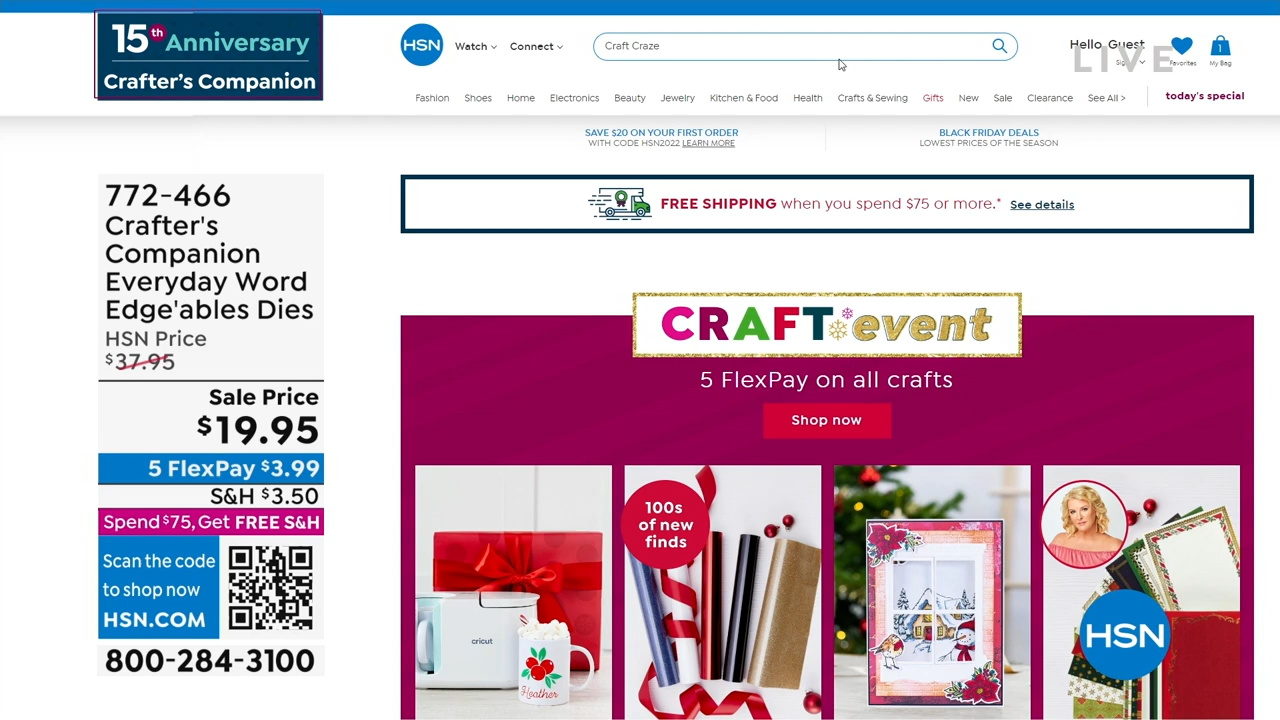 15th Anniversary
Crafter's Companion
HSN
Watch
Connect
Craft Craze
Hello, Guest
LIVE
Favorites
1
My Bag
Fashion
Shoes
Home
Electronics
Beauty
Jewelry
Kitchen & Food
Health
Crafts & Sewing
Gifts
New
Sale
Clearance
See All >
today's special
SAVE $20 ON YOUR FIRST ORDER
WITH CODE HSN2022 LEARN MORE
BLACK FRIDAY DEALS
LOWEST PRICES OF THE SEASON
772-466
Crafter's
Companion
Everyday Word
Edge'ables Dies
HSN Price
$37.95
Sale Price
$19.95
5 FlexPay $3.99
S&H $3.50
Spend $75, Get FREE S&H
Scan the code
to shop now
HSN.COM
800-284-3100
FREE SHIPPING when you spend $75 or more.* See details
CRAFT event
5 FlexPay on all crafts
Shop now
cricut
Heather
100s
of new
finds
HSN